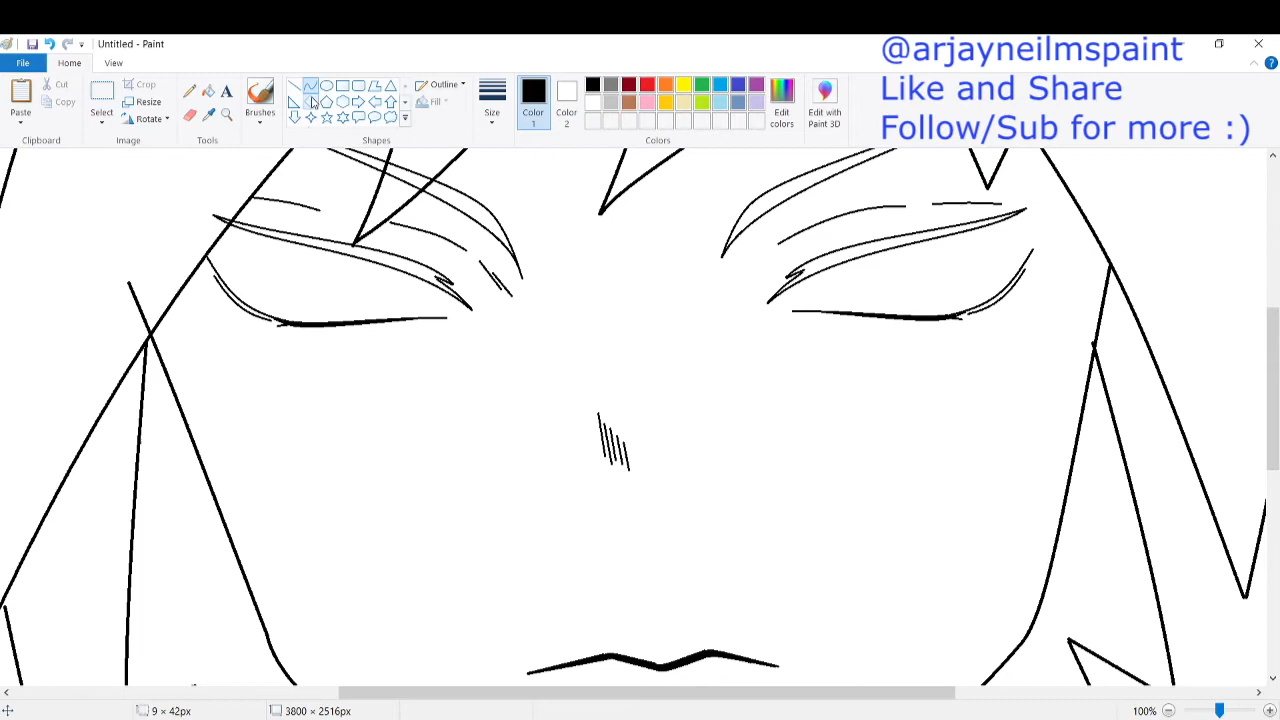 Untitled - Paint
@arjayneilmspaint
Like and Share
Follow/Sub for more :)
File
Home
View
Paste
Cut
Copy
Clipboard
Select
Crop
Resize
Rotate
Image
A
Tools
Brushes
Outline
Fill
Shapes
Size
Color
1
Color
2
Edit
colors
Edit with
Paint 3D
Colors
9 × 42px
3800 × 2516px
100%